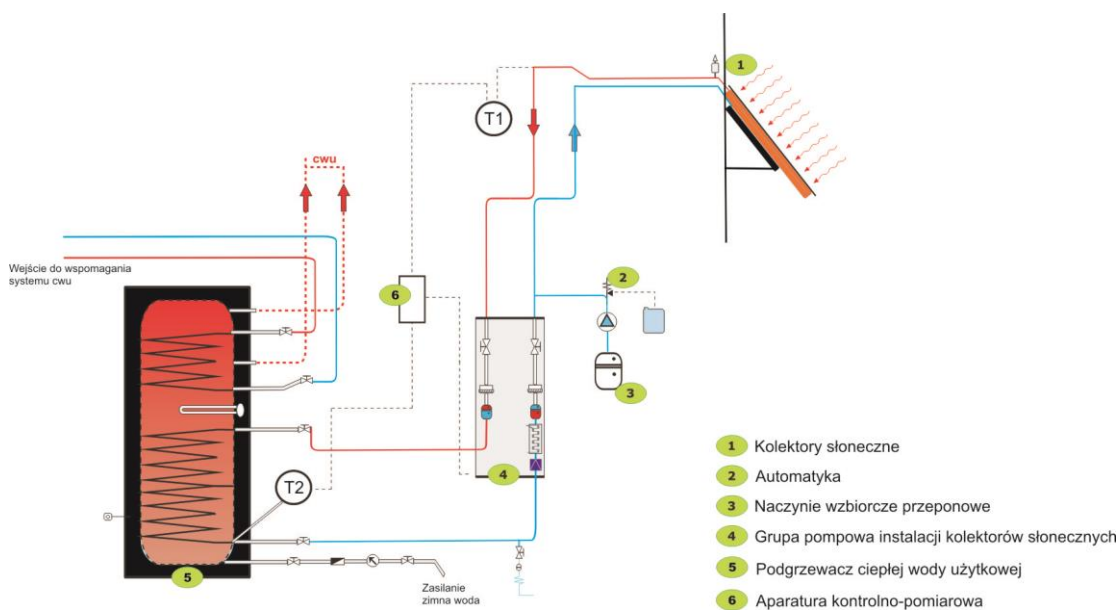 1
T1
cwu
Wejście do wspomagania
systemu cwu
2
6
3
4
T2
5
Zasilanie
zimna woda
1 Kolektory słoneczne
2 Automatyka
3 Naczynie wzbiorcze przeponowe
4 Grupa pompowa instalacji kolektorów słonecznych
5 Podgrzewacz ciepłej wody użytkowej
6 Aparatura kontrolno-pomiarowa